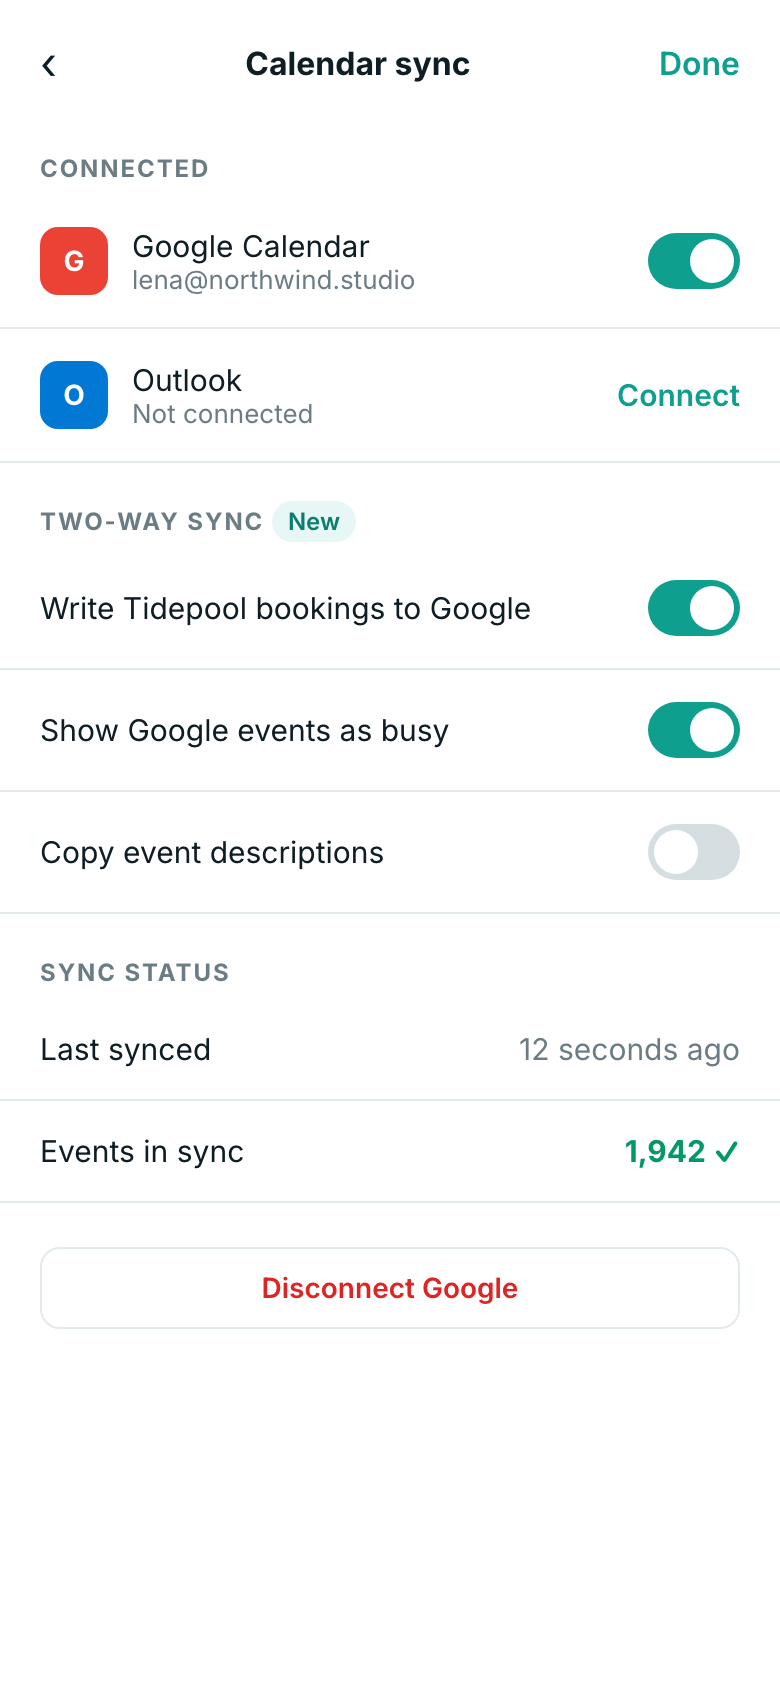 ‹ Calendar sync Done
CONNECTED
G
Google Calendar
lena@northwind.studio
O
Outlook
Not connected
Connect
TWO-WAY SYNC New
Write Tidepool bookings to Google
Show Google events as busy
Copy event descriptions
SYNC STATUS
Last synced 12 seconds ago
Events in sync 1,942 ✓
Disconnect Google